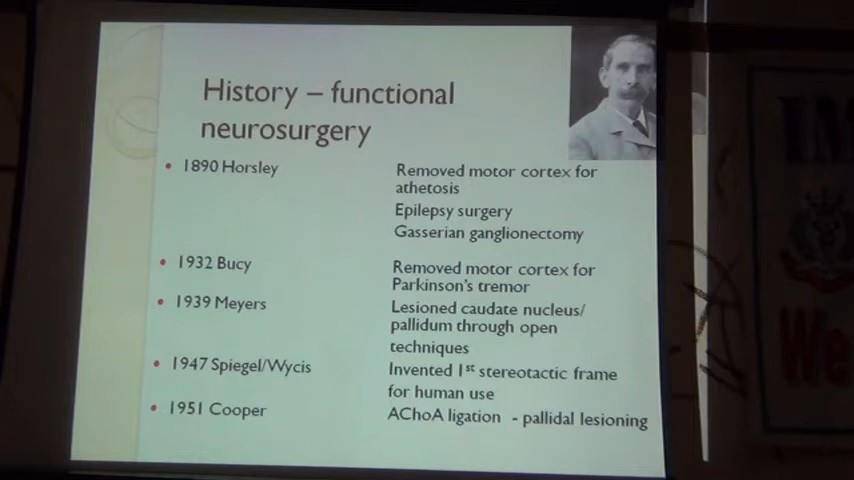 History – functional
neurosurgery
• 1890 Horsley
Removed motor cortex for
athetosis
Epilepsy surgery
Gasserian ganglionectomy
• 1932 Bucy
Removed motor cortex for
Parkinson's tremor
• 1939 Meyers
Lesioned caudate nucleus/
pallidum through open
techniques
• 1947 Spiegel/Wycis
Invented 1st stereotactic frame
for human use
• 1951 Cooper
AChoA ligation - pallidal lesioning
We